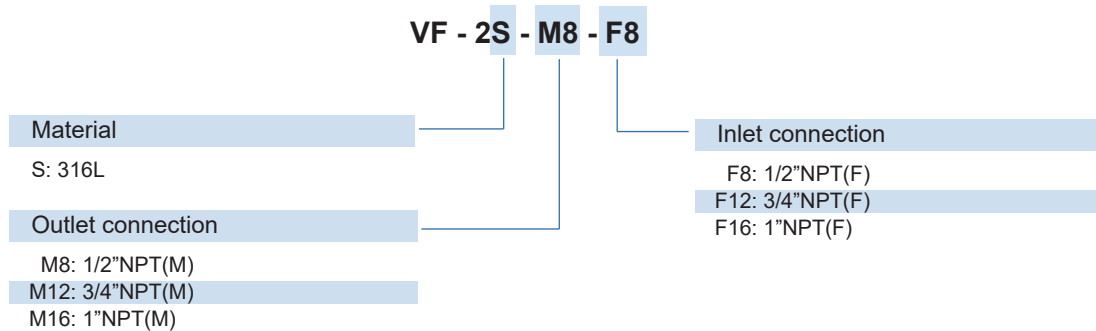 VF - 2S - M8 - F8
Material
S: 316L
Outlet connection
M8: 1/2”NPT(M)
M12: 3/4”NPT(M)
M16: 1”NPT(M)
Inlet connection
F8: 1/2”NPT(F)
F12: 3/4”NPT(F)
F16: 1”NPT(F)